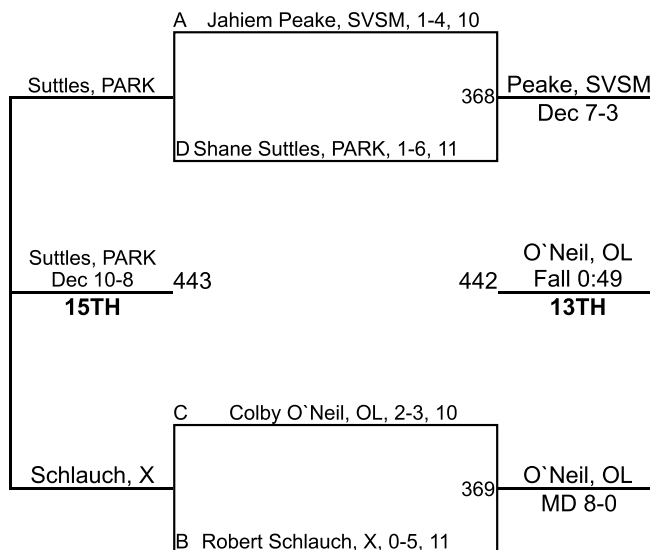 A Jahiem Peake, SVSM, 1-4, 10
Suttles, PARK
368
Peake, SVSM
Dec 7-3
D Shane Suttles, PARK, 1-6, 11
Suttles, PARK
Dec 10-8
443
15TH
442
O`Neil, OL
Fall 0:49
13TH
C Colby O`Neil, OL, 2-3, 10
Schlauch, X
369
O`Neil, OL
MD 8-0
B Robert Schlauch, X, 0-5, 11